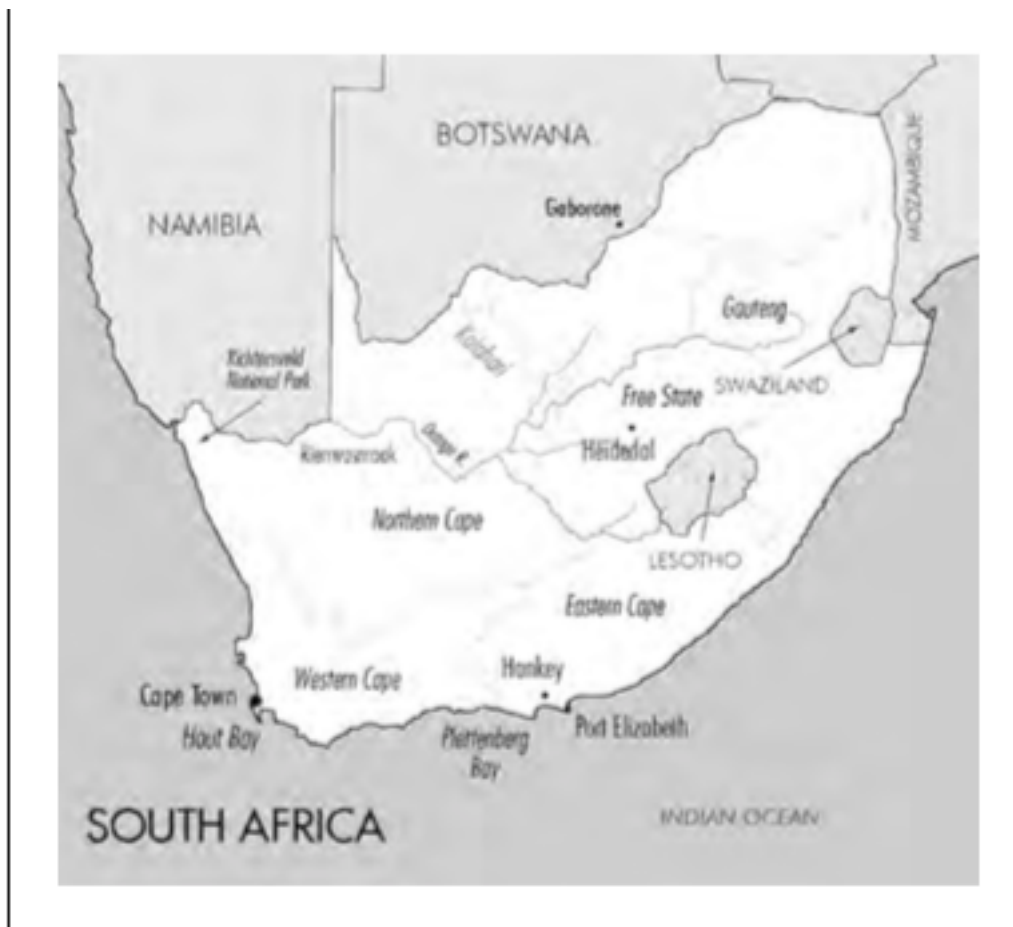 BOTSWANA
MOZAMBIQUE
NAMIBIA
Gaborone
Gauteng
Kalahari
Richtersveld
National Park
SWAZILAND
Free State
Orange R.
Heidedal
Riemvasmaak
Northern Cape
LESOTHO
Eastern Cape
Hankey
Western Cape
Cape Town
Port Elizabeth
Hout Bay
Plettenberg
Bay
SOUTH AFRICA
INDIAN OCEAN